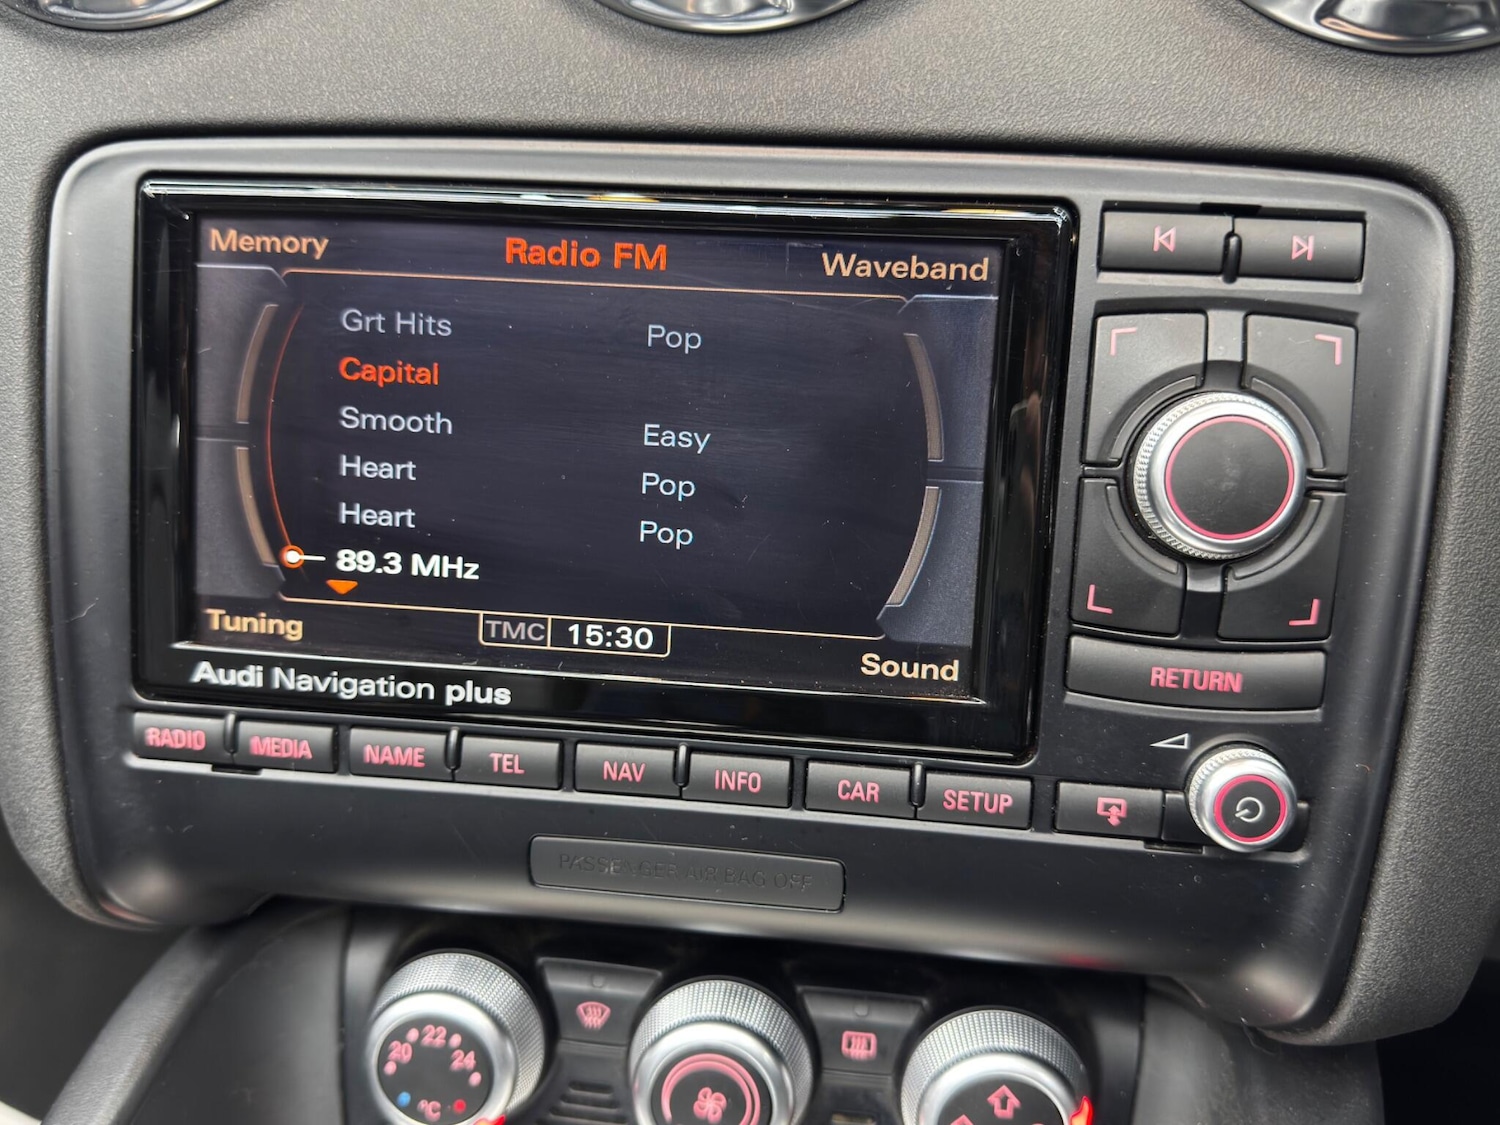 Memory
Radio FM
Waveband
Grt Hits Pop
Capital
Smooth Easy
Heart Pop
Heart Pop
89.3 MHz
Tuning
TMC 15:30
Sound
Audi Navigation plus
RETURN
RADIO MEDIA NAME TEL NAV INFO CAR SETUP
PASSENGER AIR BAG OFF
20 22 24
°C